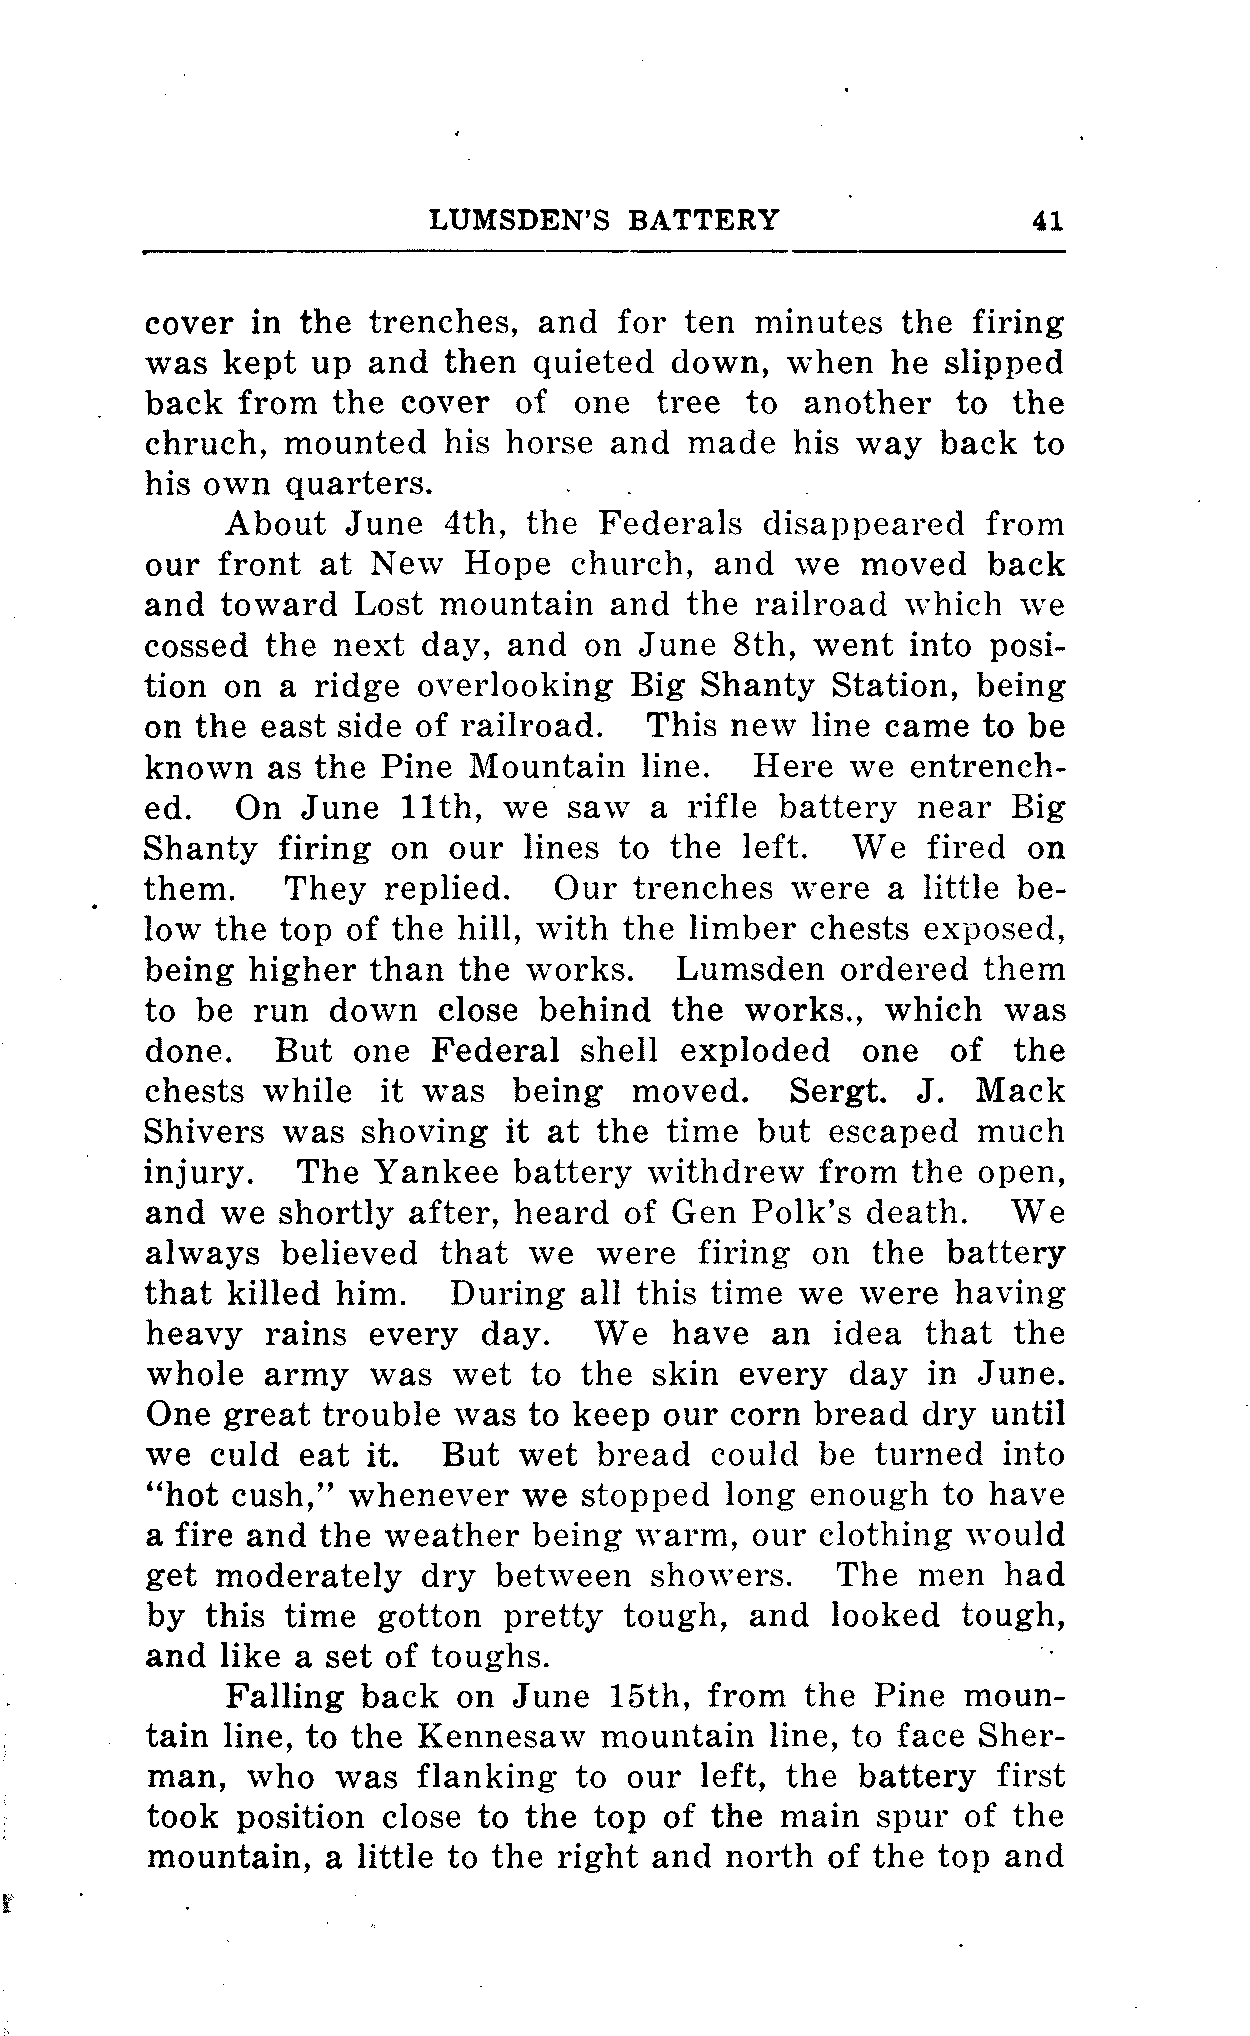 LUMSDEN'S BATTERY 41
cover in the trenches, and for ten minutes the firing
was kept up and then quieted down, when he slipped
back from the cover of one tree to another to the
chruch, mounted his horse and made his way back to
his own quarters.
About June 4th, the Federals disappeared from
our front at New Hope church, and we moved back
and toward Lost mountain and the railroad which we
cossed the next day, and on June 8th, went into posi-
tion on a ridge overlooking Big Shanty Station, being
on the east side of railroad. This new line came to be
known as the Pine Mountain line. Here we entrench-
ed. On June 11th, we saw a rifle battery near Big
Shanty firing on our lines to the left. We fired on
them. They replied. Our trenches were a little be-
low the top of the hill, with the limber chests exposed,
being higher than the works. Lumsden ordered them
to be run down close behind the works., which was
done. But one Federal shell exploded one of the
chests while it was being moved. Sergt. J. Mack
Shivers was shoving it at the time but escaped much
injury. The Yankee battery withdrew from the open,
and we shortly after, heard of Gen Polk's death. We
always believed that we were firing on the battery
that killed him. During all this time we were having
heavy rains every day. We have an idea that the
whole army was wet to the skin every day in June.
One great trouble was to keep our corn bread dry until
we culd eat it. But wet bread could be turned into
"hot cush," whenever we stopped long enough to have
a fire and the weather being warm, our clothing would
get moderately dry between showers. The men had
by this time gotton pretty tough, and looked tough,
and like a set of toughs.
Falling back on June 15th, from the Pine moun-
tain line, to the Kennesaw mountain line, to face Sher-
man, who was flanking to our left, the battery first
took position close to the top of the main spur of the
mountain, a little to the right and north of the top and